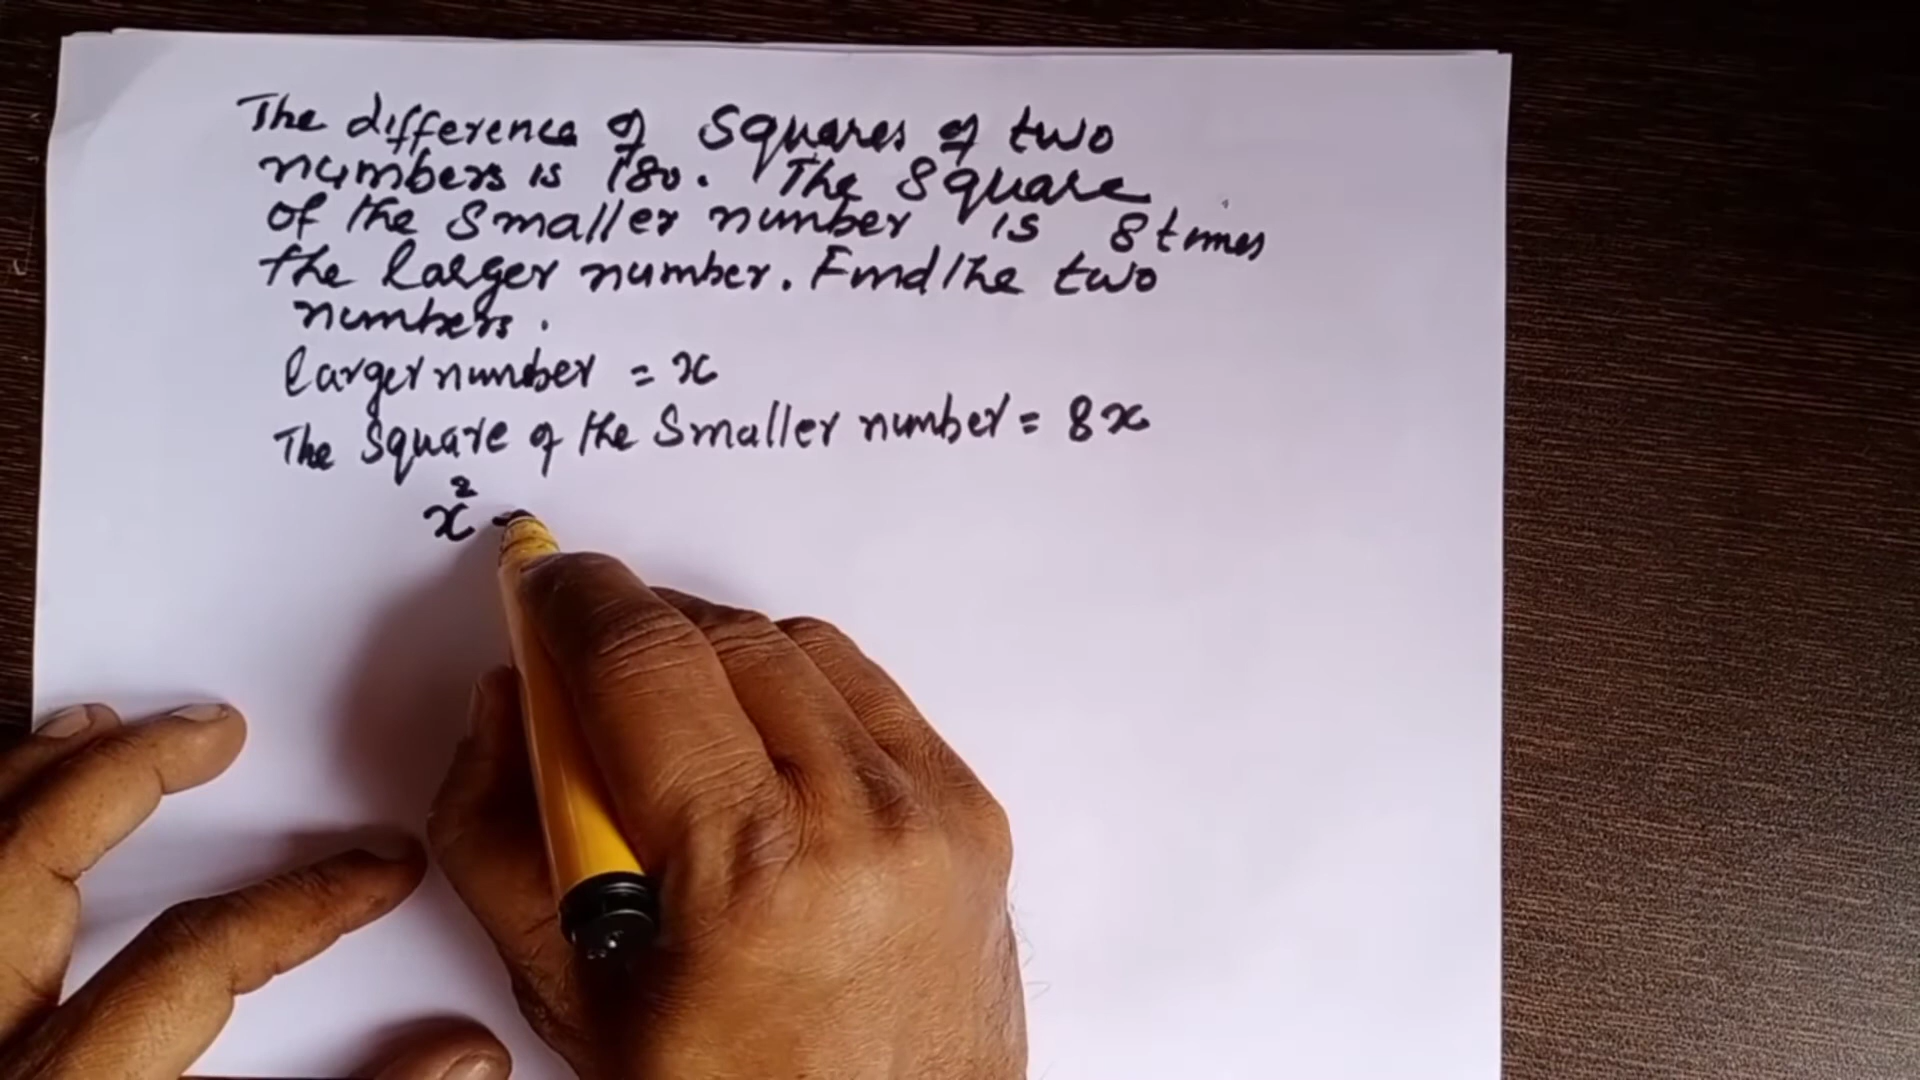 The difference of squares of two
numbers is 180. The square
of the smaller number is 8 times
the larger number. Find the two
numbers.
larger number = x
The square of the smaller number = 8x
x² -